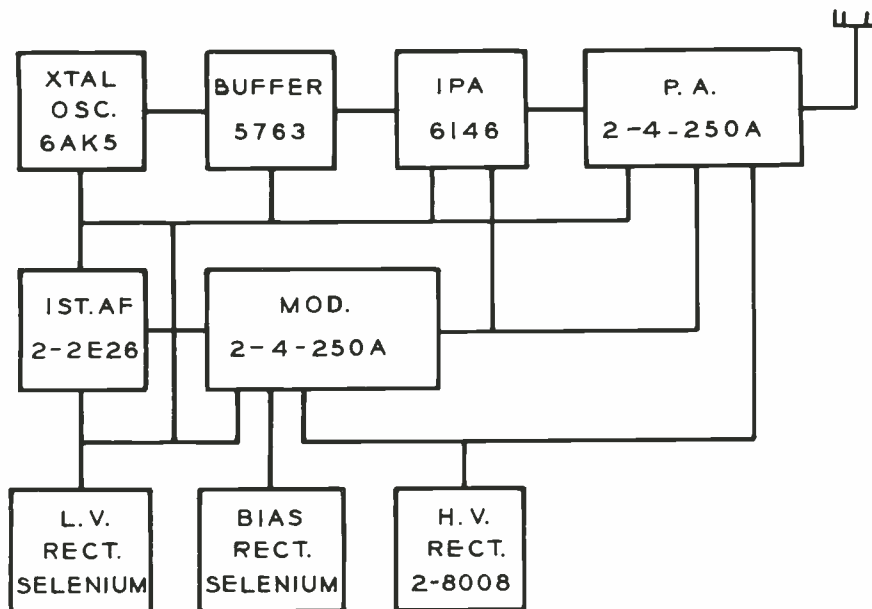 XTAL
OSC.
6AK5
BUFFER
5763
IPA
6146
P. A.
2-4-250A
1ST. AF
2-2E26
MOD.
2-4-250A
L.V.
RECT.
SELENIUM
BIAS
RECT.
SELENIUM
H.V.
RECT.
2-8008